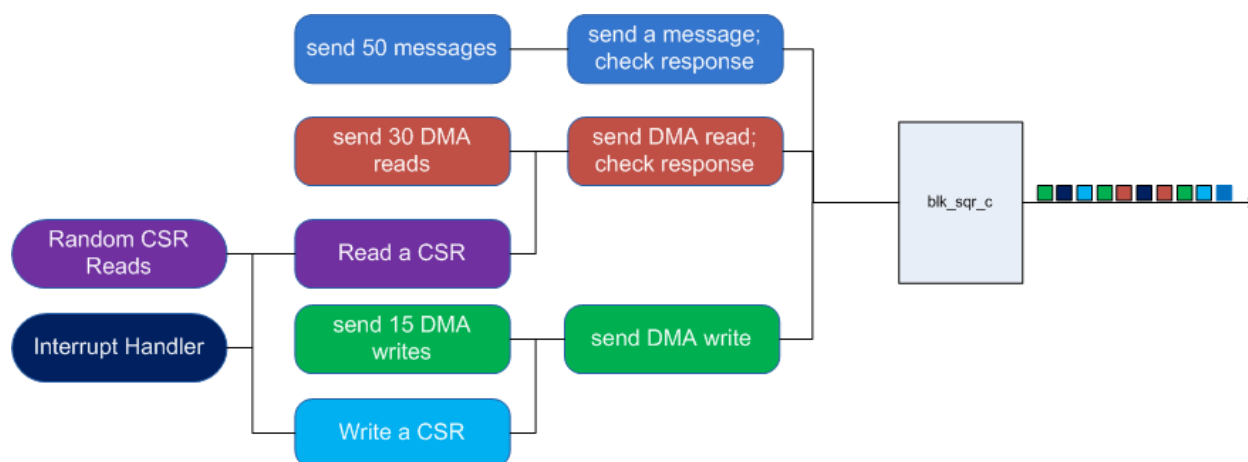 send 50 messages
send a message;
check response
send 30 DMA
reads
send DMA read;
check response
blk_sqr_c
Random CSR
Reads
Read a CSR
Interrupt Handler
send 15 DMA
writes
send DMA write
Write a CSR